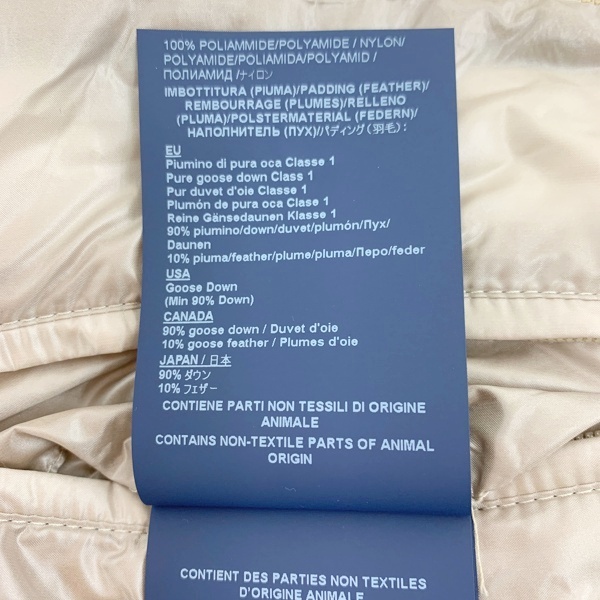 100% POLIAMMIDE/POLYAMIDE / NYLON/
POLYAMIDE/POLIAMIDA/POLYAMID /
ПОЛИАМИД /ナイロン
IMBOTTITURA (PIUMA)/PADDING (FEATHER)/
REMBOURRAGE (PLUMES)/RELLENO
(PLUMA)/POLSTERMATERIAL (FEDERN)/
НАПОЛНИТЕЛЬ (ПУХ)/パディング(羽毛):
EU
Piumino di pura oca Classe 1
Pure goose down Class 1
Pur duvet d'oie Classe 1
Plumón de pura oca Clase 1
Reine Gänsedaunen Klasse 1
90% piumino/down/duvet/plumón/Пух/
Daunen
10% piuma/feather/plume/pluma/Перо/feder
USA
Goose Down
(Min 90% Down)
CANADA
90% goose down / Duvet d'oie
10% goose feather / Plumes d'oie
JAPAN / 日本
90% ダウン
10% フェザー
CONTIENE PARTI NON TESSILI DI ORIGINE
ANIMALE
CONTAINS NON-TEXTILE PARTS OF ANIMAL
ORIGIN
CONTIENT DES PARTIES NON TEXTILES
D'ORIGINE ANIMALE